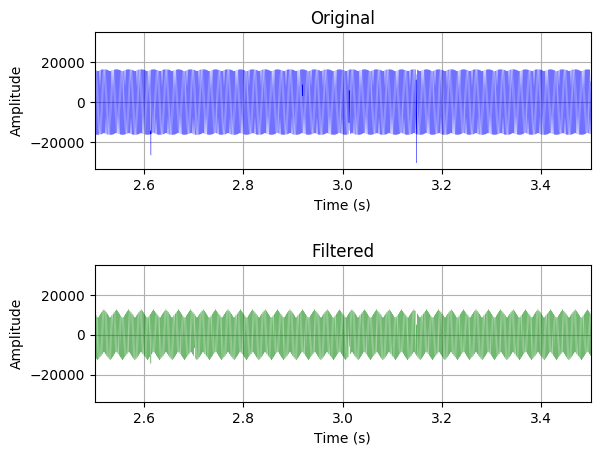 Original
20000
0
−20000
Amplitude
2.6 2.8 3.0 3.2 3.4
Time (s)
Filtered
20000
0
−20000
Amplitude
2.6 2.8 3.0 3.2 3.4
Time (s)